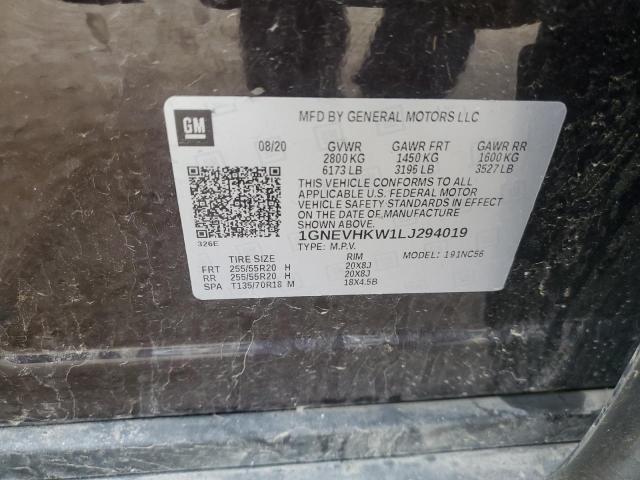 GM
MFD BY GENERAL MOTORS LLC
08/20 GVWR GAWR FRT GAWR RR
2800 KG 1450 KG 1600 KG
6173 LB 3196 LB 3527 LB
THIS VEHICLE CONFORMS TO ALL
APPLICABLE U.S. FEDERAL MOTOR
VEHICLE SAFETY STANDARDS IN EFFECT
ON THE DATE OF MANUFACTURE
SHOWN ABOVE.
1GNEVHKW1LJ294019
326E
TYPE: M.P.V. MODEL: 191NC56
TIRE SIZE RIM
FRT 255/55R20 H 20X8J
RR 255/55R20 H 20X8J
SPA T135/70R18 M 18X4.5B